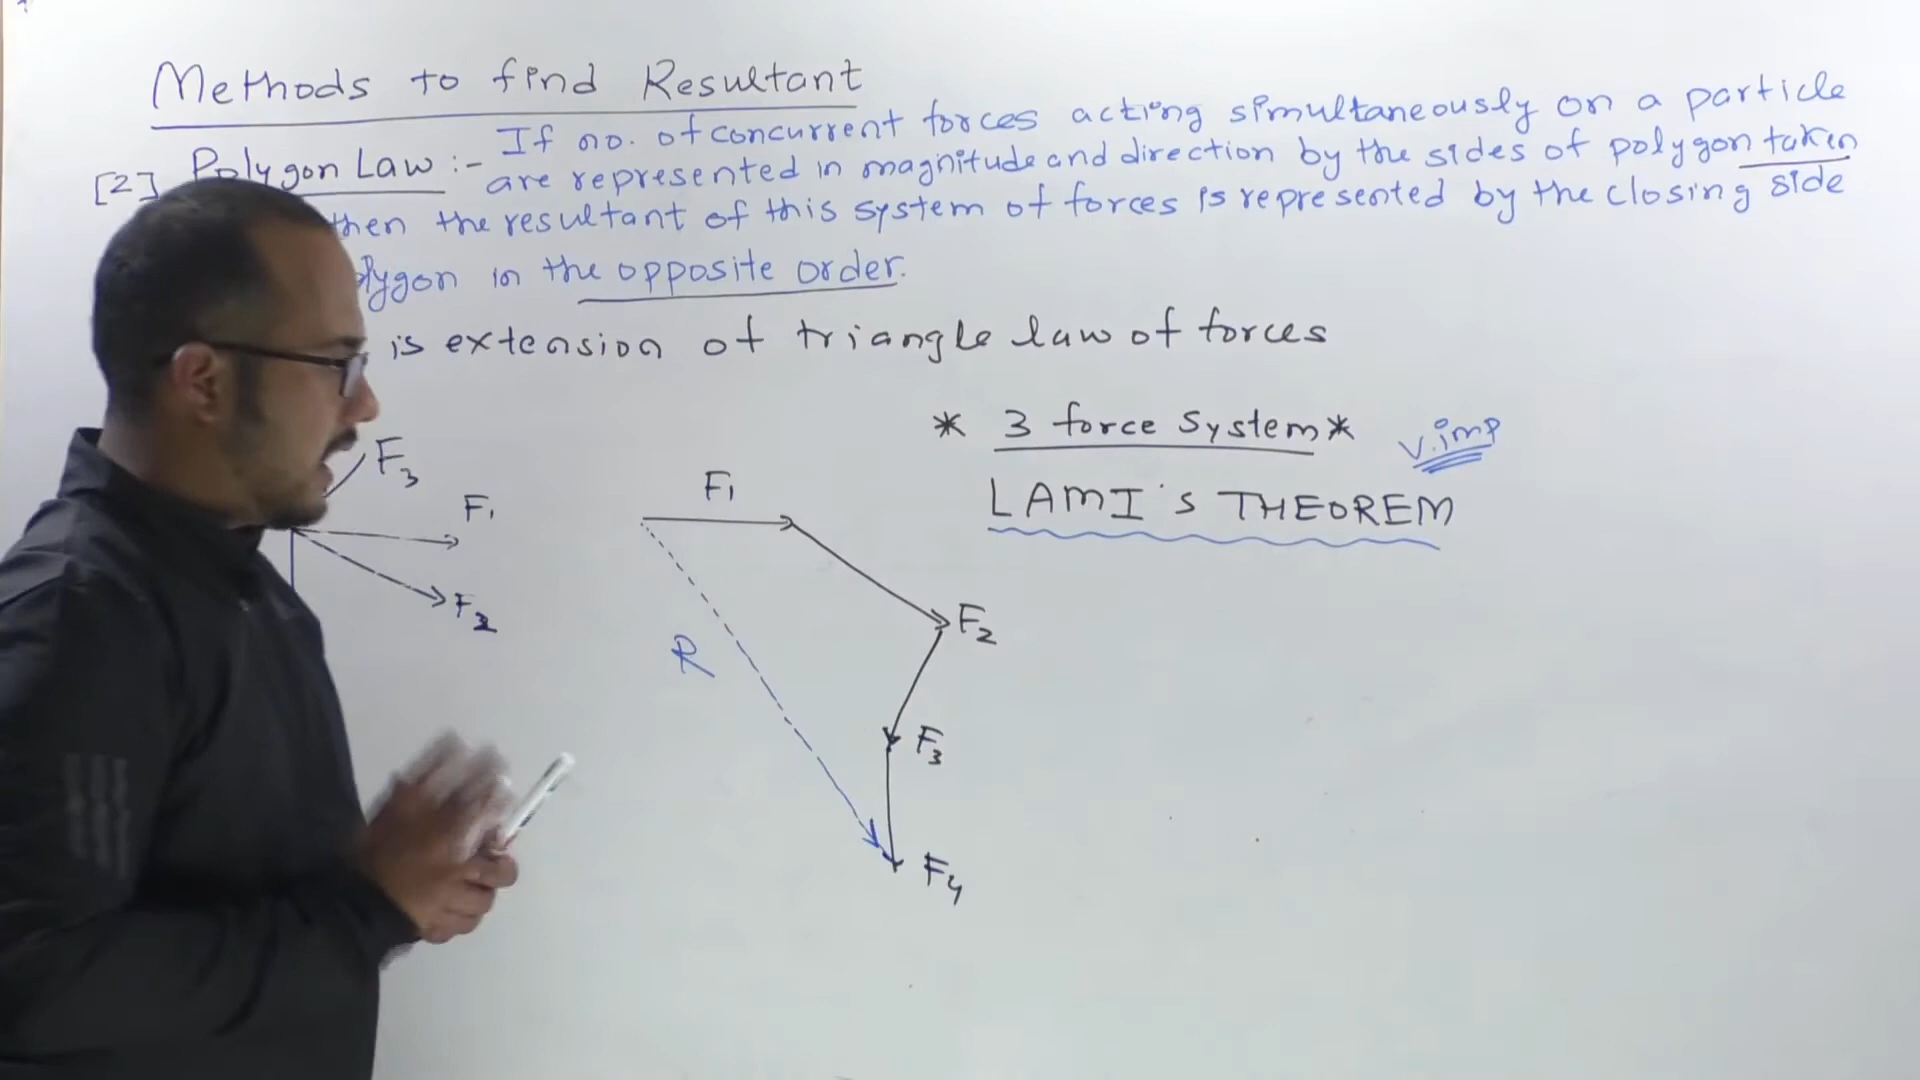 Methods to find Resultant
[2] Polygon Law :- If no. of concurrent forces acting simultaneously on a particle
are represented in magnitude and direction by the sides of polygon taken
then the resultant of this system of forces is represented by the closing side
in the opposite order.
is extension of triangle law of forces
* 3 force System *
v.imp
LAMI's THEOREM
F3
F1
F2
F1
F2
R
F3
F4